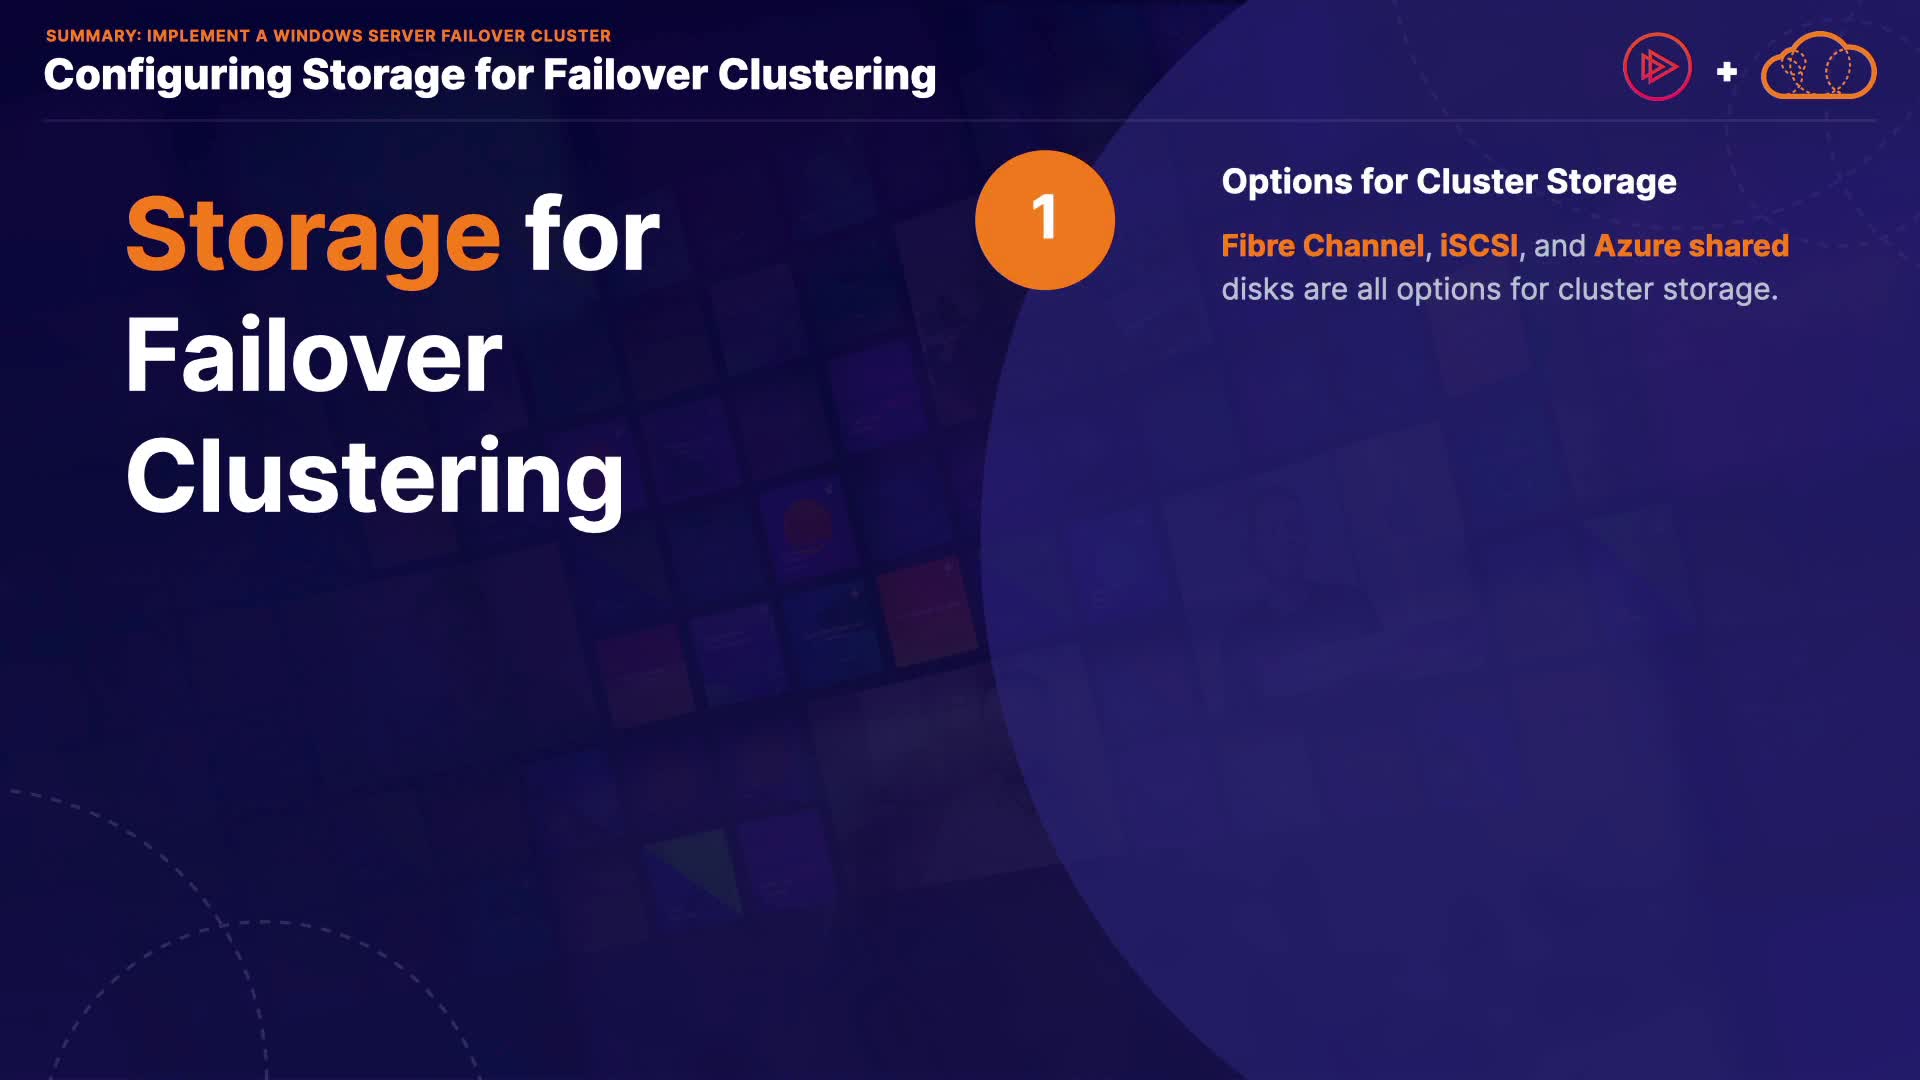 SUMMARY: IMPLEMENT A WINDOWS SERVER FAILOVER CLUSTER
Configuring Storage for Failover Clustering
Storage for
Failover
Clustering
1
Options for Cluster Storage
Fibre Channel, iSCSI, and Azure shared
disks are all options for cluster storage.